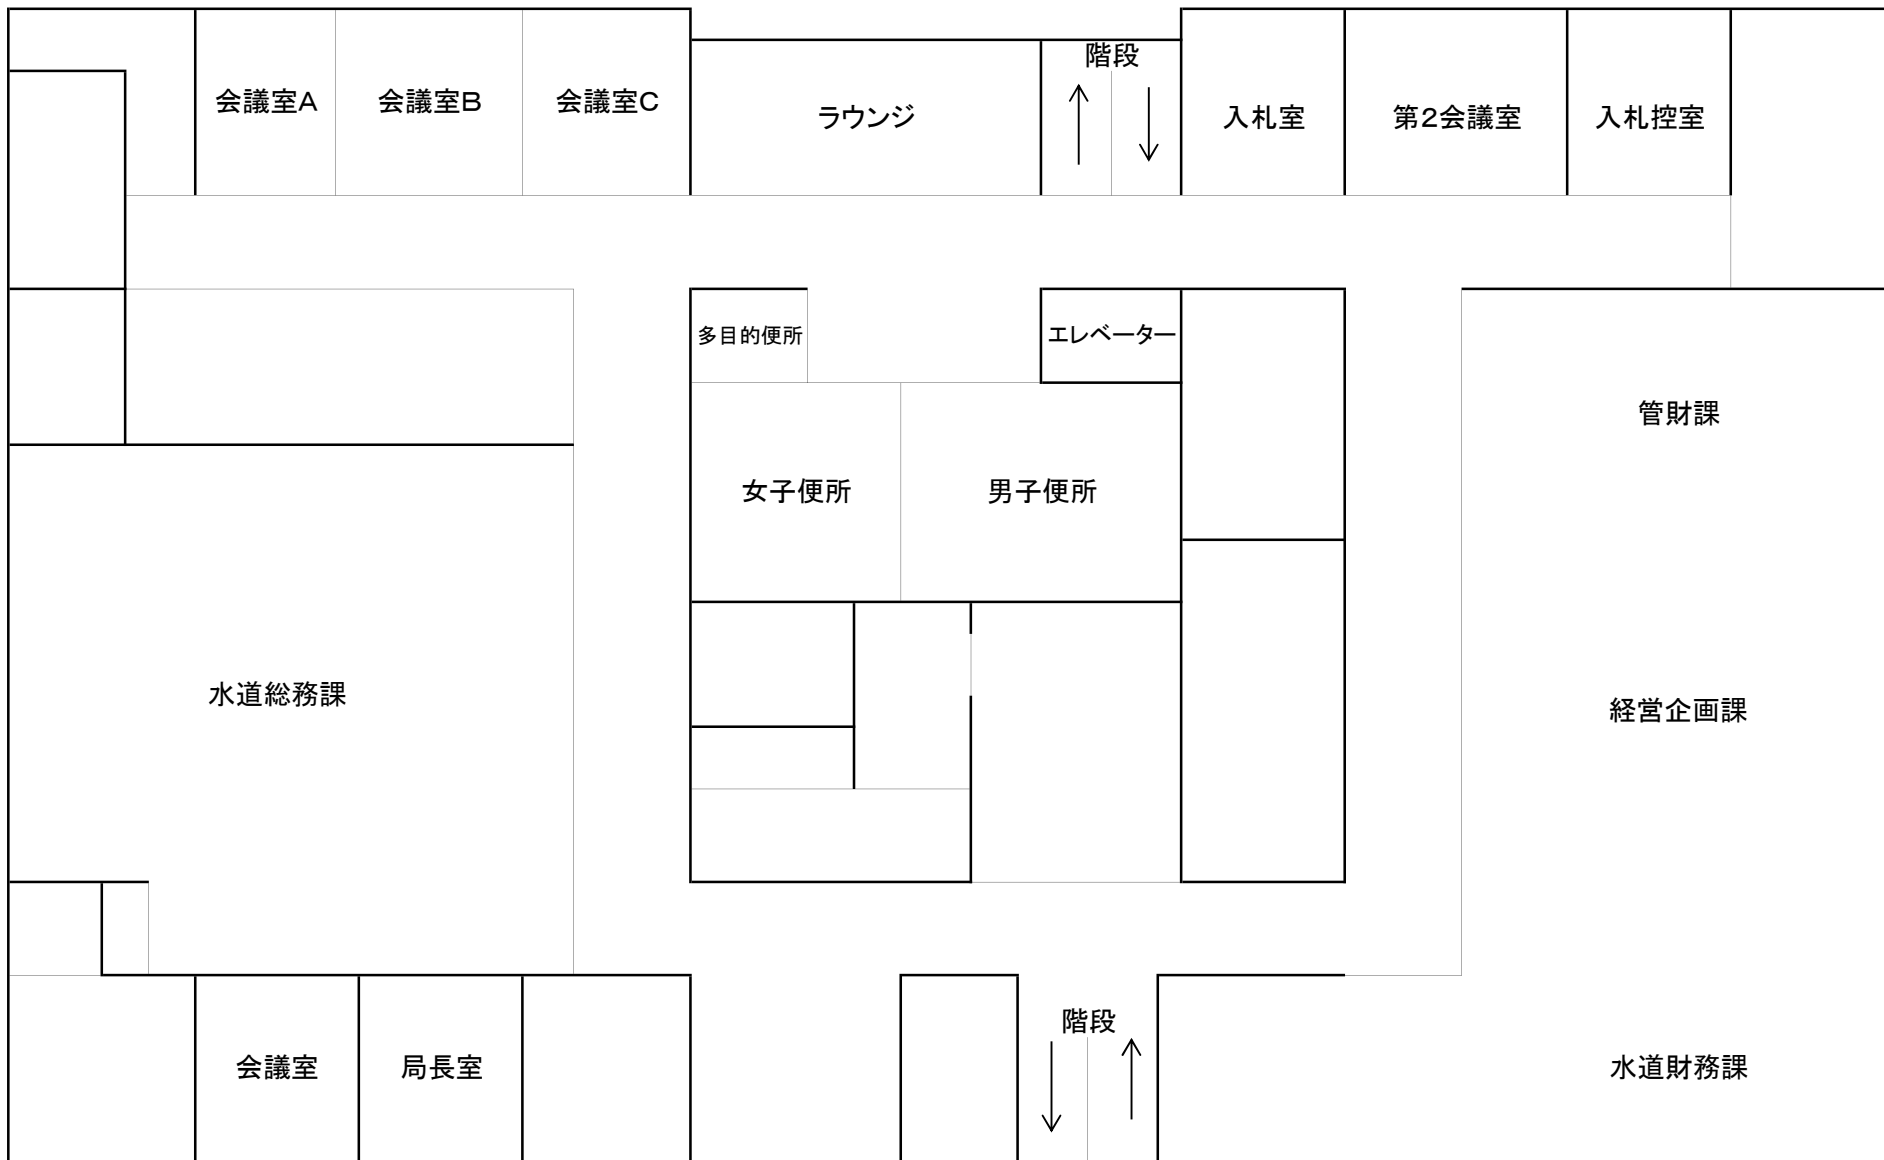 階段
会議室A
会議室B
会議室C
ラウンジ
入札室
第2会議室
入札控室
多目的便所
エレベーター
管財課
女子便所
男子便所
水道総務課
経営企画課
階段
会議室
局長室
水道財務課